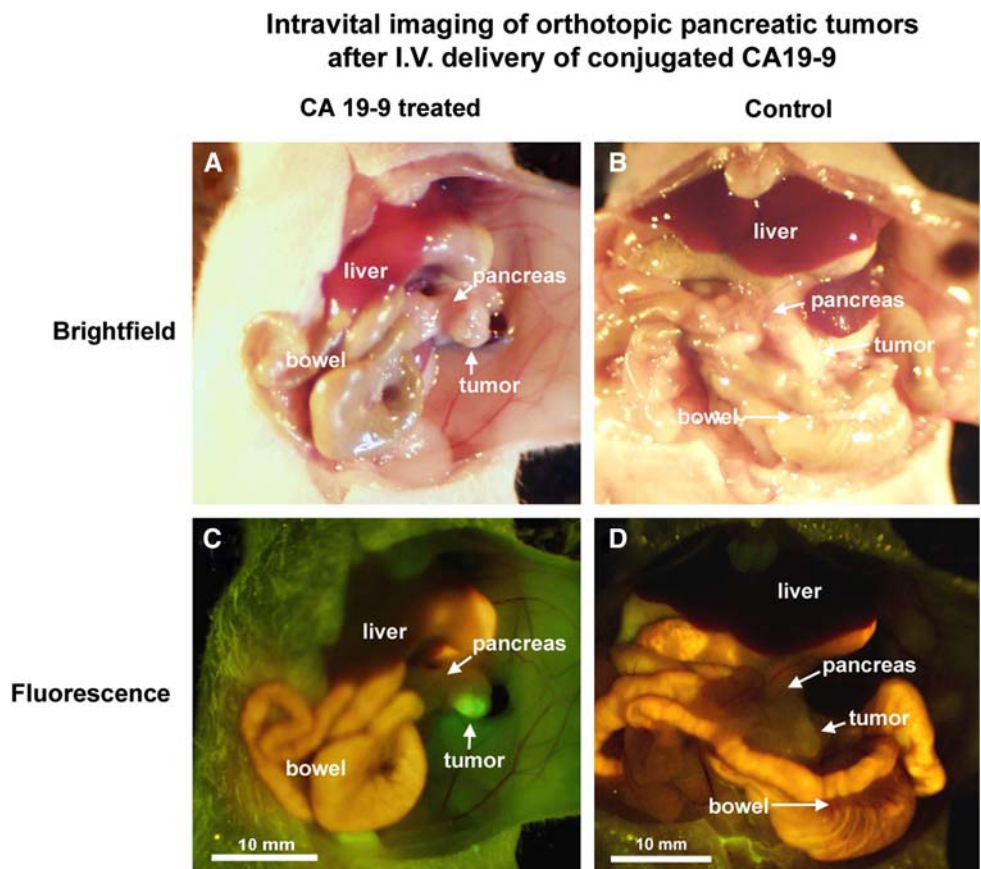 Intravital imaging of orthotopic pancreatic tumors
after I.V. delivery of conjugated CA19-9
CA 19-9 treated
Control
Brightfield
A
liver
pancreas
bowel
tumor
B
liver
pancreas
tumor
bowel
Fluorescence
C
liver
pancreas
bowel
tumor
10 mm
D
liver
pancreas
tumor
bowel
10 mm